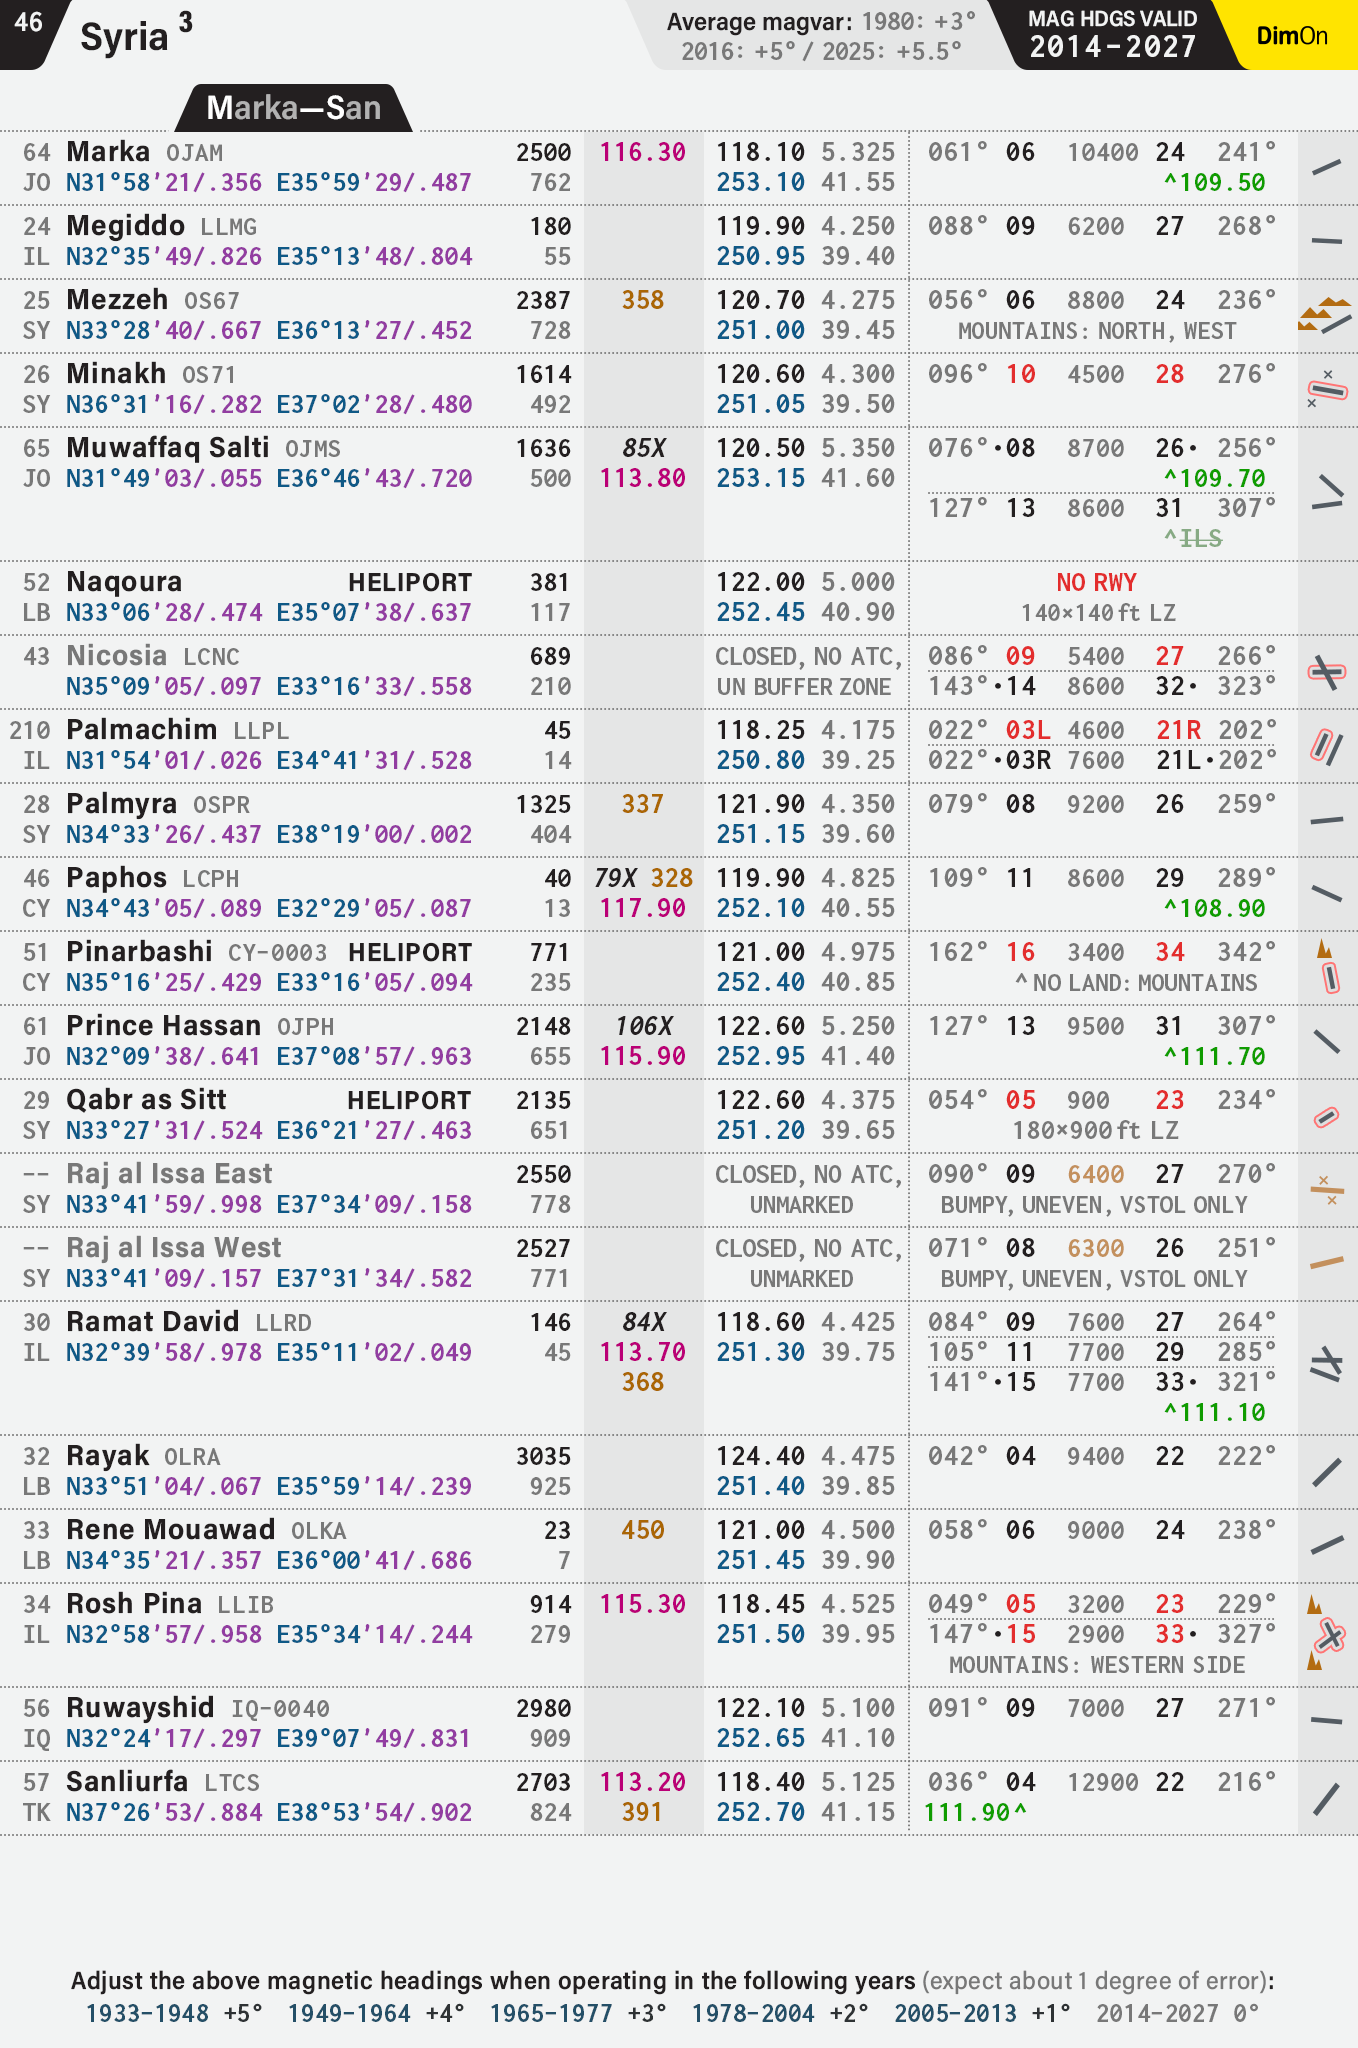 46 Syria 3 Average magvar: 1980: +3° MAG HDGS VALID DimOn
2016: +5° / 2025: +5.5° 2014–2027
Marka—San
64 Marka OJAM 2500 116.30 118.10 5.325 061° 06 10400 24 241°
JO N31°58'21/.356 E35°59'29/.487 762 253.10 41.55 ^109.50
24 Megiddo LLMG 180 119.90 4.250 088° 09 6200 27 268°
IL N32°35'49/.826 E35°13'48/.804 55 250.95 39.40
25 Mezzeh OS67 2387 358 120.70 4.275 056° 06 8800 24 236°
SY N33°28'40/.667 E36°13'27/.452 728 251.00 39.45 MOUNTAINS: NORTH, WEST
26 Minakh OS71 1614 120.60 4.300 096° 10 4500 28 276°
SY N36°31'16/.282 E37°02'28/.480 492 251.05 39.50
65 Muwaffaq Salti OJMS 1636 85X 120.50 5.350 076°·08 8700 26· 256°
JO N31°49'03/.055 E36°46'43/.720 500 113.80 253.15 41.60 ^109.70
127° 13 8600 31 307°
^ILS
52 Naqoura HELIPORT 381 122.00 5.000 NO RWY
LB N33°06'28/.474 E35°07'38/.637 117 252.45 40.90 140×140 ft LZ
43 Nicosia LCNC 689 CLOSED, NO ATC, 086° 09 5400 27 266°
N35°09'05/.097 E33°16'33/.558 210 UN BUFFER ZONE 143°·14 8600 32· 323°
210 Palmachim LLPL 45 118.25 4.175 022° 03L 4600 21R 202°
IL N31°54'01/.026 E34°41'31/.528 14 250.80 39.25 022°·03R 7600 21L·202°
28 Palmyra OSPR 1325 337 121.90 4.350 079° 08 9200 26 259°
SY N34°33'26/.437 E38°19'00/.002 404 251.15 39.60
46 Paphos LCPH 40 79X 328 119.90 4.825 109° 11 8600 29 289°
CY N34°43'05/.089 E32°29'05/.087 13 117.90 252.10 40.55 ^108.90
51 Pinarbashi CY-0003 HELIPORT 771 121.00 4.975 162° 16 3400 34 342°
CY N35°16'25/.429 E33°16'05/.094 235 252.40 40.85 ^NO LAND: MOUNTAINS
61 Prince Hassan OJPH 2148 106X 122.60 5.250 127° 13 9500 31 307°
JO N32°09'38/.641 E37°08'57/.963 655 115.90 252.95 41.40 ^111.70
29 Qabr as Sitt HELIPORT 2135 122.60 4.375 054° 05 900 23 234°
SY N33°27'31/.524 E36°21'27/.463 651 251.20 39.65 180×900 ft LZ
-- Raj al Issa East 2550 CLOSED, NO ATC, 090° 09 6400 27 270°
SY N33°41'59/.998 E37°34'09/.158 778 UNMARKED BUMPY, UNEVEN, VSTOL ONLY
-- Raj al Issa West 2527 CLOSED, NO ATC, 071° 08 6300 26 251°
SY N33°41'09/.157 E37°31'34/.582 771 UNMARKED BUMPY, UNEVEN, VSTOL ONLY
30 Ramat David LLRD 146 84X 118.60 4.425 084° 09 7600 27 264°
IL N32°39'58/.978 E35°11'02/.049 45 113.70 251.30 39.75 105° 11 7700 29 285°
368 141°·15 7700 33· 321°
^111.10
32 Rayak OLRA 3035 124.40 4.475 042° 04 9400 22 222°
LB N33°51'04/.067 E35°59'14/.239 925 251.40 39.85
33 Rene Mouawad OLKA 23 450 121.00 4.500 058° 06 9000 24 238°
LB N34°35'21/.357 E36°00'41/.686 7 251.45 39.90
34 Rosh Pina LLIB 914 115.30 118.45 4.525 049° 05 3200 23 229°
IL N32°58'57/.958 E35°34'14/.244 279 251.50 39.95 147°·15 2900 33· 327°
MOUNTAINS: WESTERN SIDE
56 Ruwayshid IQ-0040 2980 122.10 5.100 091° 09 7000 27 271°
IQ N32°24'17/.297 E39°07'49/.831 909 252.65 41.10
57 Sanliurfa LTCS 2703 113.20 118.40 5.125 036° 04 12900 22 216°
TK N37°26'53/.884 E38°53'54/.902 824 391 252.70 41.15 111.90^
Adjust the above magnetic headings when operating in the following years (expect about 1 degree of error):
1933–1948 +5° 1949–1964 +4° 1965–1977 +3° 1978–2004 +2° 2005–2013 +1° 2014–2027 0°